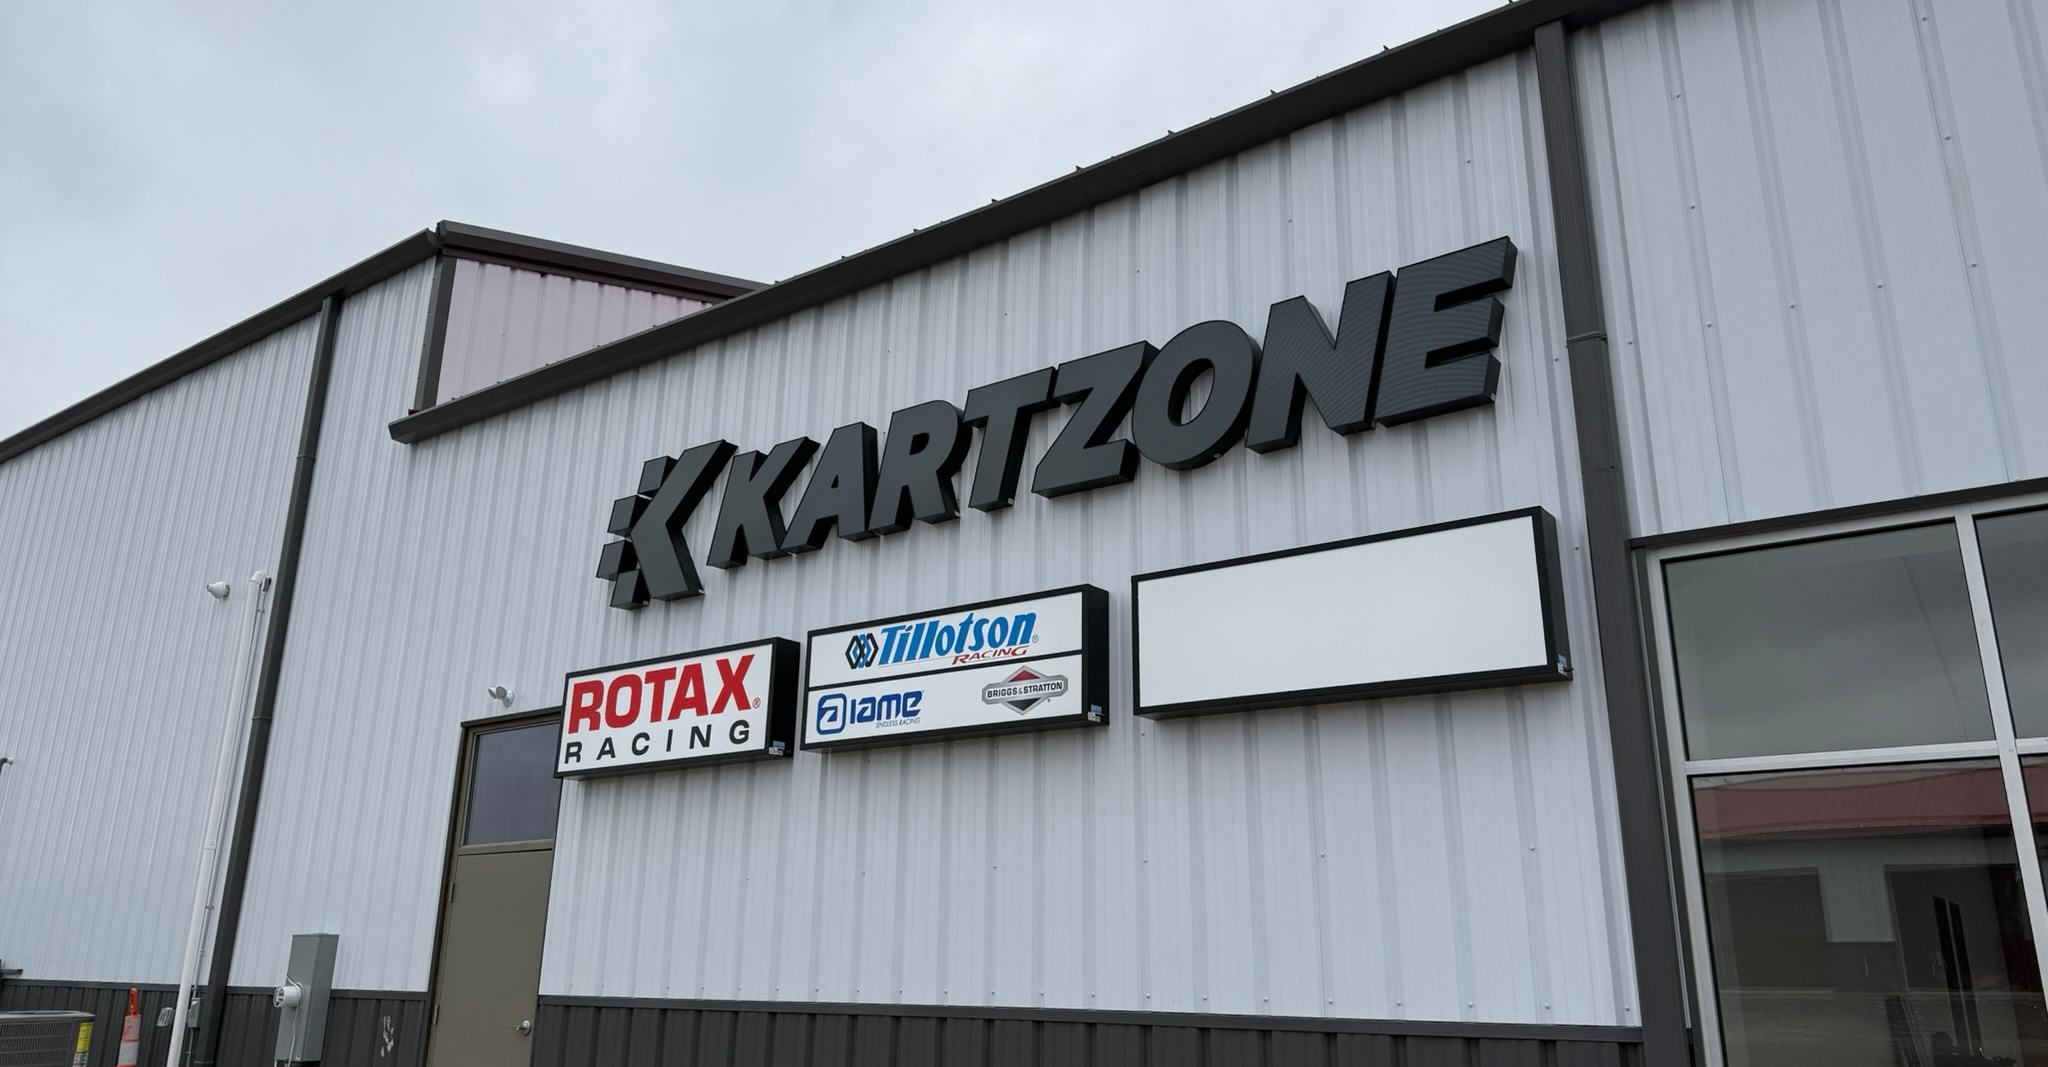 KARTZONE
ROTAX®
RACING
Tillotson®
RACING
IAME
ENDLESS RACING
BRIGGS & STRATTON